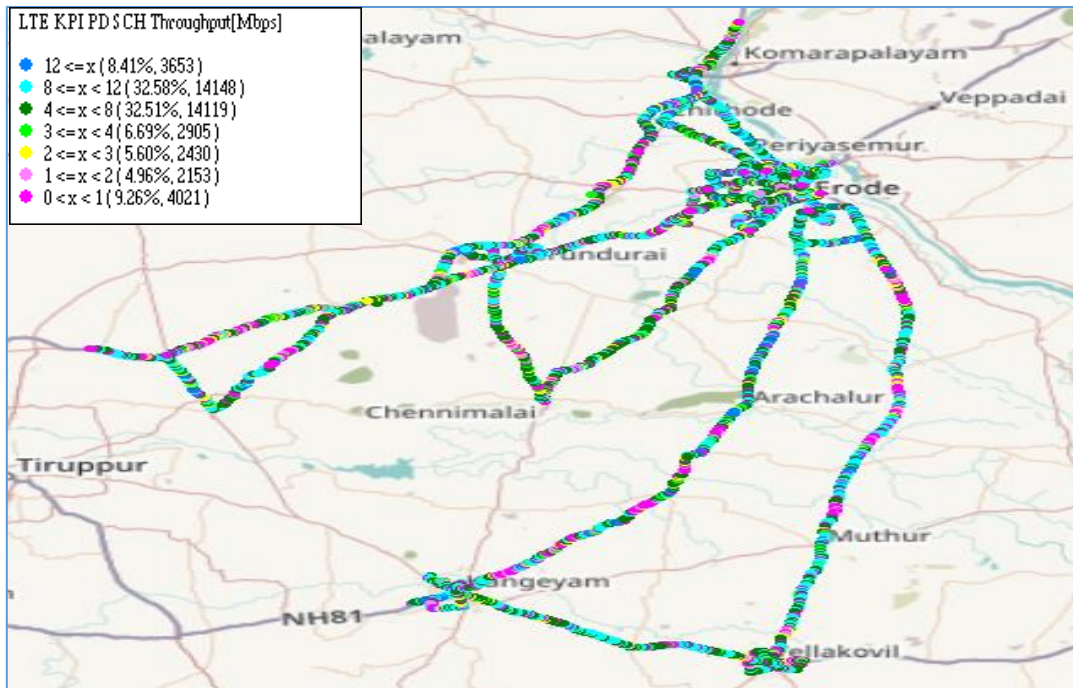 LTE KPI PDSCH Throughput[Mbps]
12 <=x ( 8.41%, 3653 )
8 <=x < 12 ( 32.58%, 14148 )
4 <=x < 8 ( 32.51%, 14119 )
3 <=x < 4 ( 6.69%, 2905 )
2 <=x < 3 ( 5.60%, 2430 )
1 <=x < 2 ( 4.96%, 2153 )
0 < x < 1 ( 9.26%, 4021 )
alayam
Komarapalayam
Veppadai
Periyasemur
Erode
Chennimalai
Arachalur
Tiruppur
Muthur
NH81